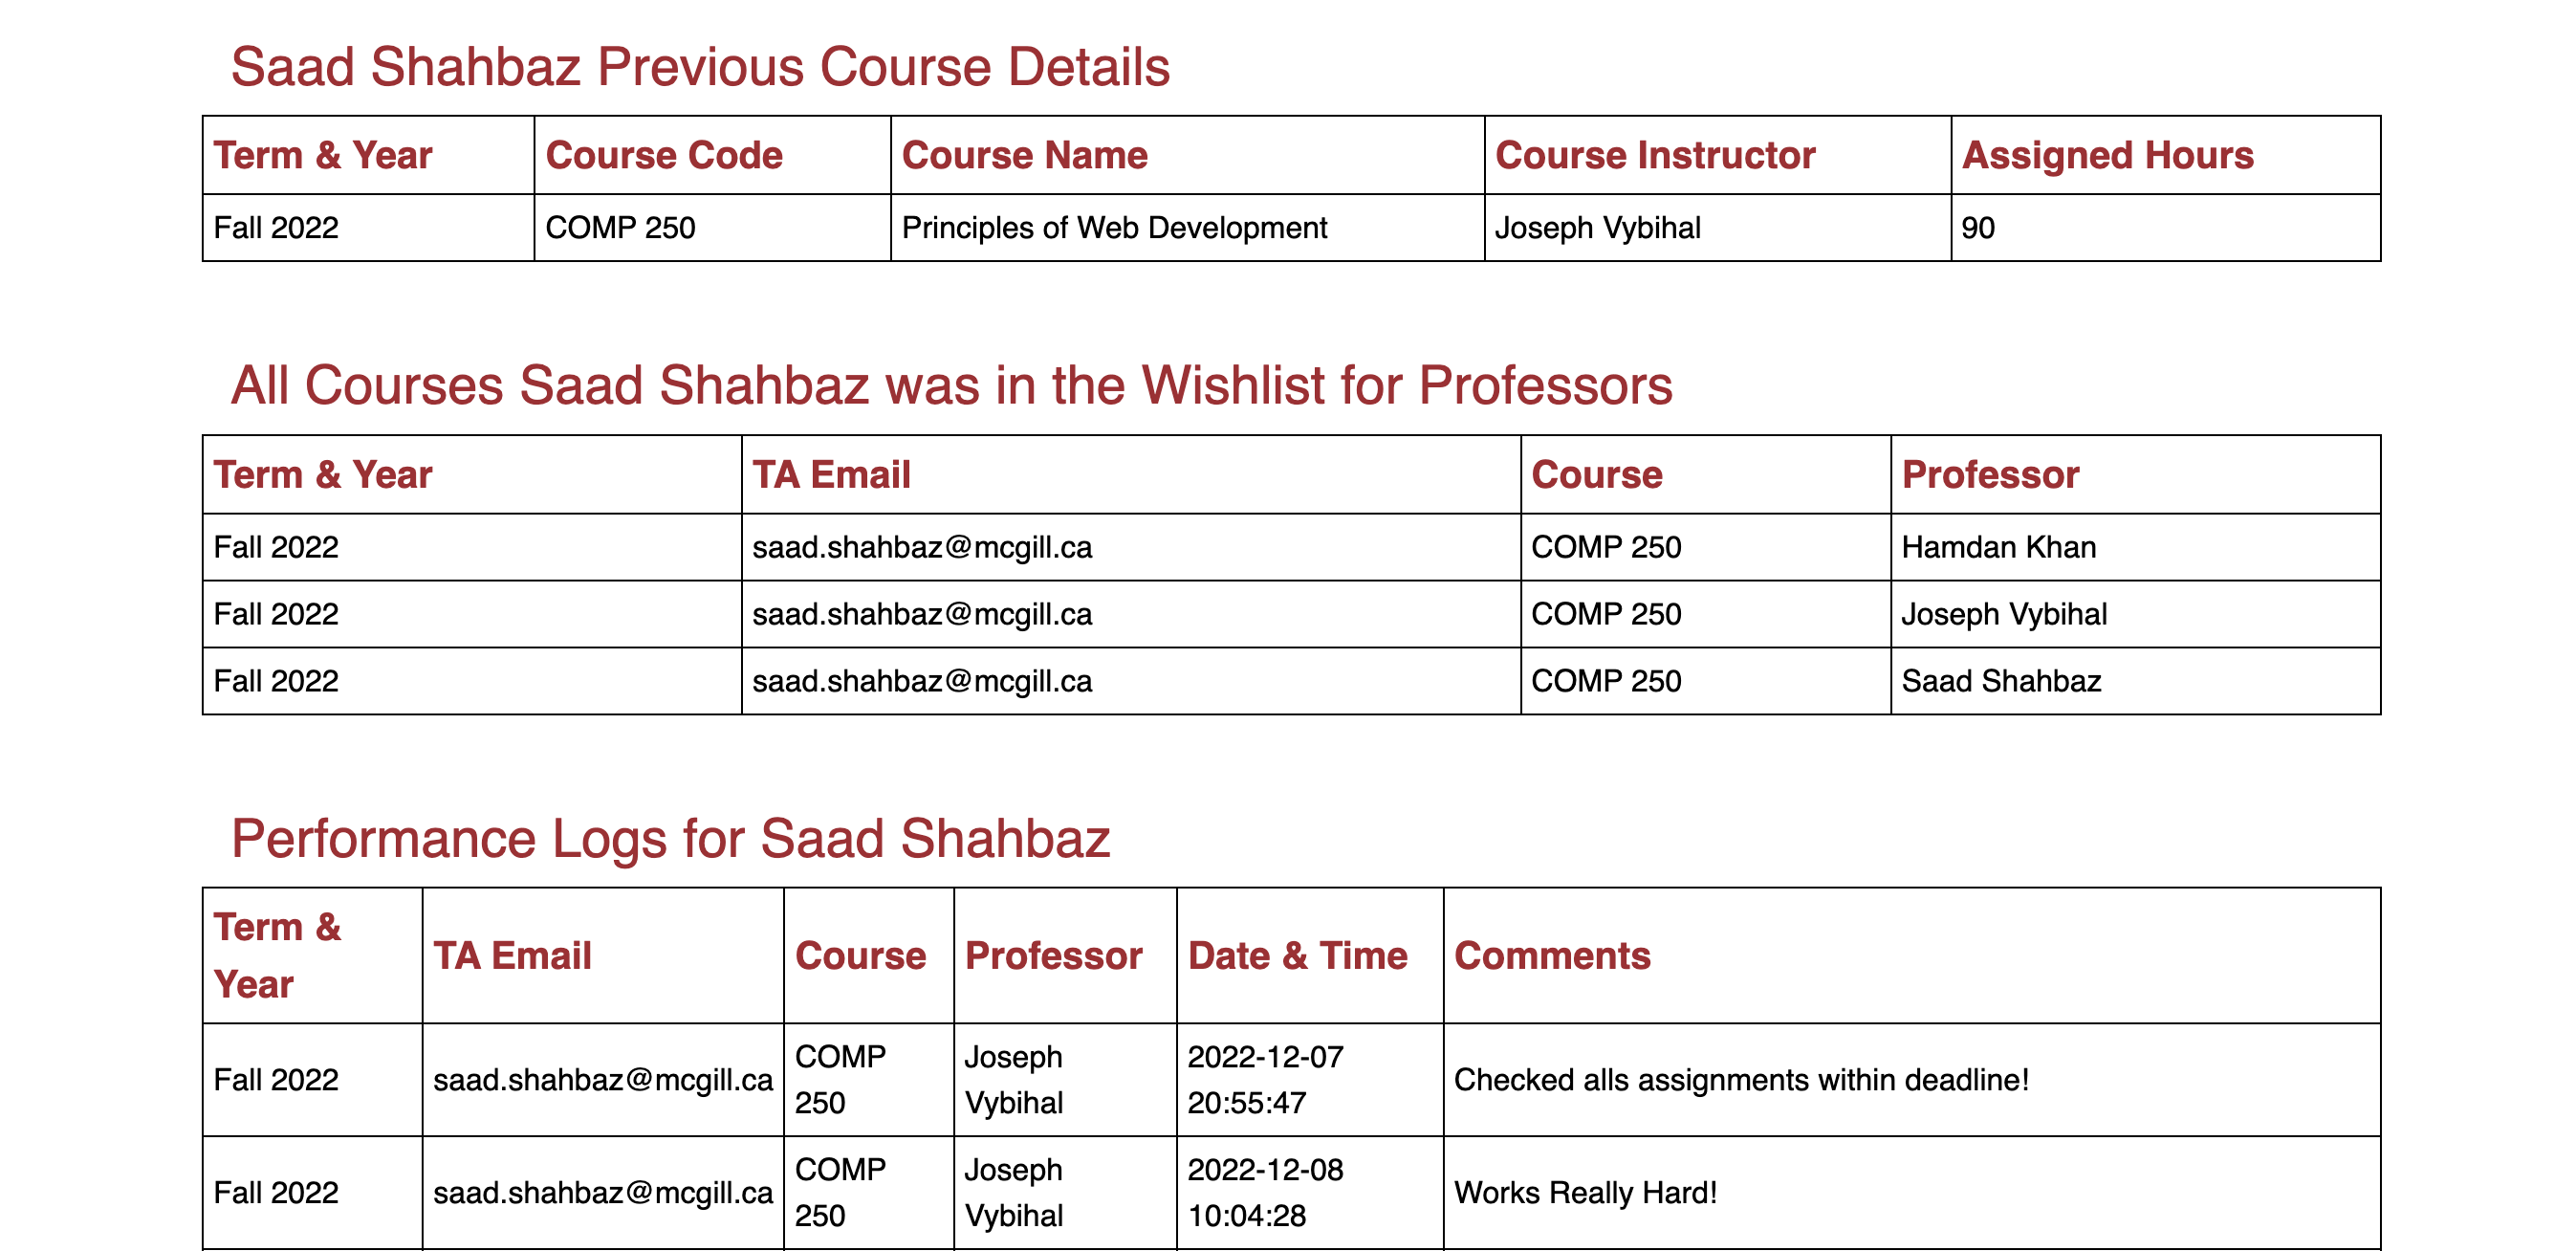 Saad Shahbaz Previous Course Details
Term & Year Course Code Course Name Course Instructor Assigned Hours
Fall 2022 COMP 250 Principles of Web Development Joseph Vybihal 90
All Courses Saad Shahbaz was in the Wishlist for Professors
Term & Year TA Email Course Professor
Fall 2022 saad.shahbaz@mcgill.ca COMP 250 Hamdan Khan
Fall 2022 saad.shahbaz@mcgill.ca COMP 250 Joseph Vybihal
Fall 2022 saad.shahbaz@mcgill.ca COMP 250 Saad Shahbaz
Performance Logs for Saad Shahbaz
Term & Year TA Email Course Professor Date & Time Comments
Fall 2022 saad.shahbaz@mcgill.ca COMP 250 Joseph Vybihal 2022-12-07 20:55:47 Checked alls assignments within deadline!
Fall 2022 saad.shahbaz@mcgill.ca COMP 250 Joseph Vybihal 2022-12-08 10:04:28 Works Really Hard!